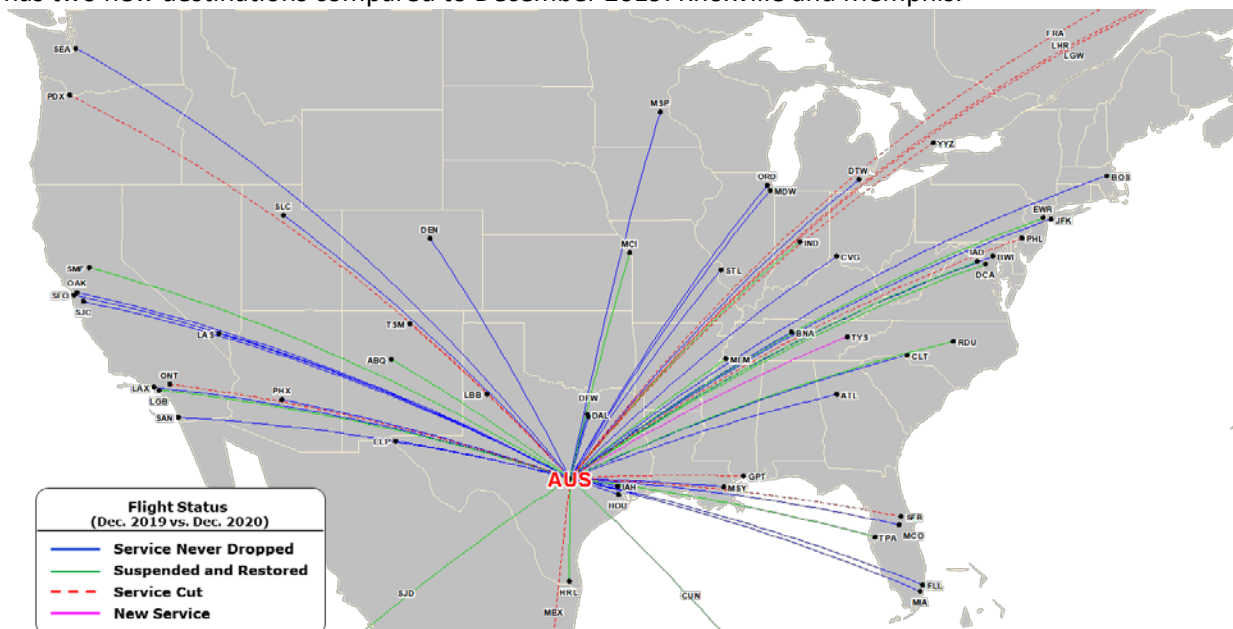 has two new destinations compared to December 2019: Knoxville and Memphis.
FRA
LHR
LGW
SEA
PDX
MSP
YYZ
DTW
ORD
MDW
BOS
SLC
EWR
JFK
DEN
PHL
MCI
IND
IAD
BWI
CVG
DCA
STL
SMF
OAK
SFO
SJC
TSM
LAS
BNA
TYS
RDU
ABQ
MEM
CLT
ONT
LAX
PHX
LGB
LBB
DFW
ATL
DAL
SAN
ELP
AUS
GPT
IAH
MSY
HOU
SFB
MCO
TPA
FLL
MIA
HRL
SJD
CUN
MEX
Flight Status
(Dec. 2019 vs. Dec. 2020)
Service Never Dropped
Suspended and Restored
Service Cut
New Service